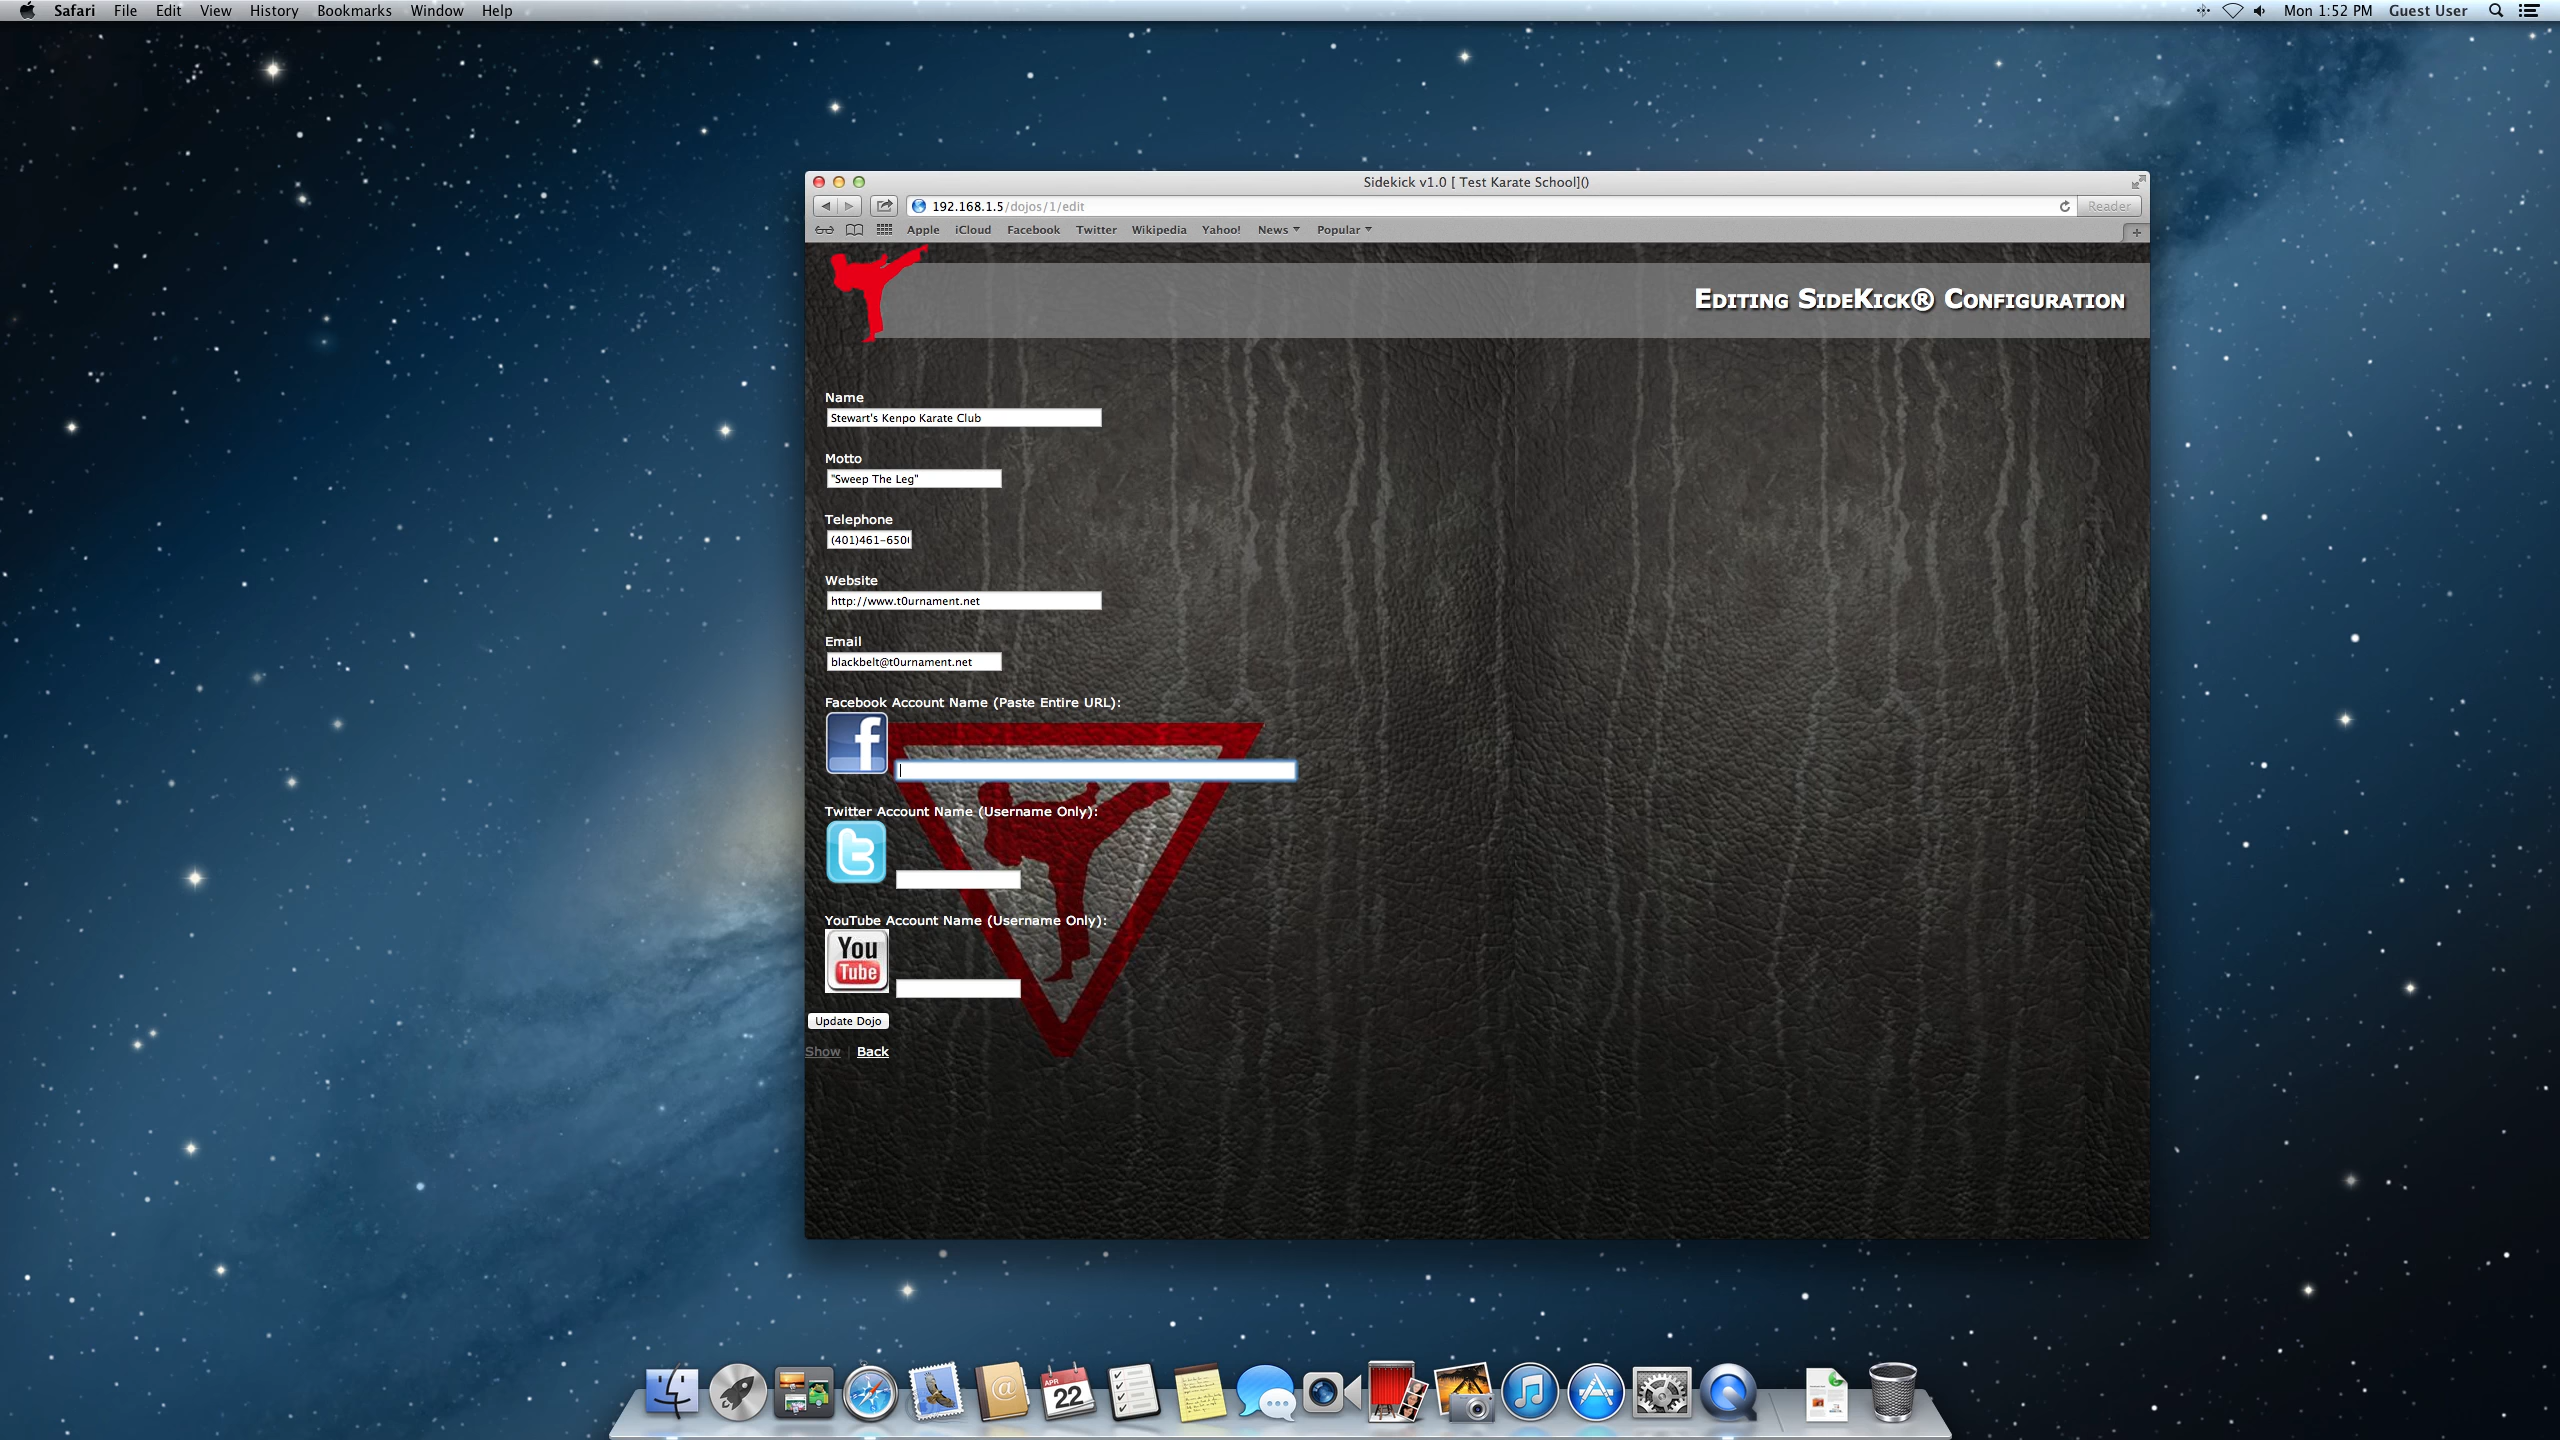 Safari File Edit View History Bookmarks Window Help
Mon 1:52 PM Guest User
Sidekick v1.0 [ Test Karate School]()
192.168.1.5/dojos/1/edit
Reader
Apple iCloud Facebook Twitter Wikipedia Yahoo! News Popular
Editing SideKick® Configuration
Name
Stewart's Kenpo Karate Club
Motto
"Sweep The Leg"
Telephone
(401)461-650
Website
http://www.t0urnament.net
Email
blackbelt@t0urnament.net
Facebook Account Name (Paste Entire URL):
f
Twitter Account Name (Username Only):
t
YouTube Account Name (Username Only):
You
Tube
Update Dojo
Show | Back
APR
22